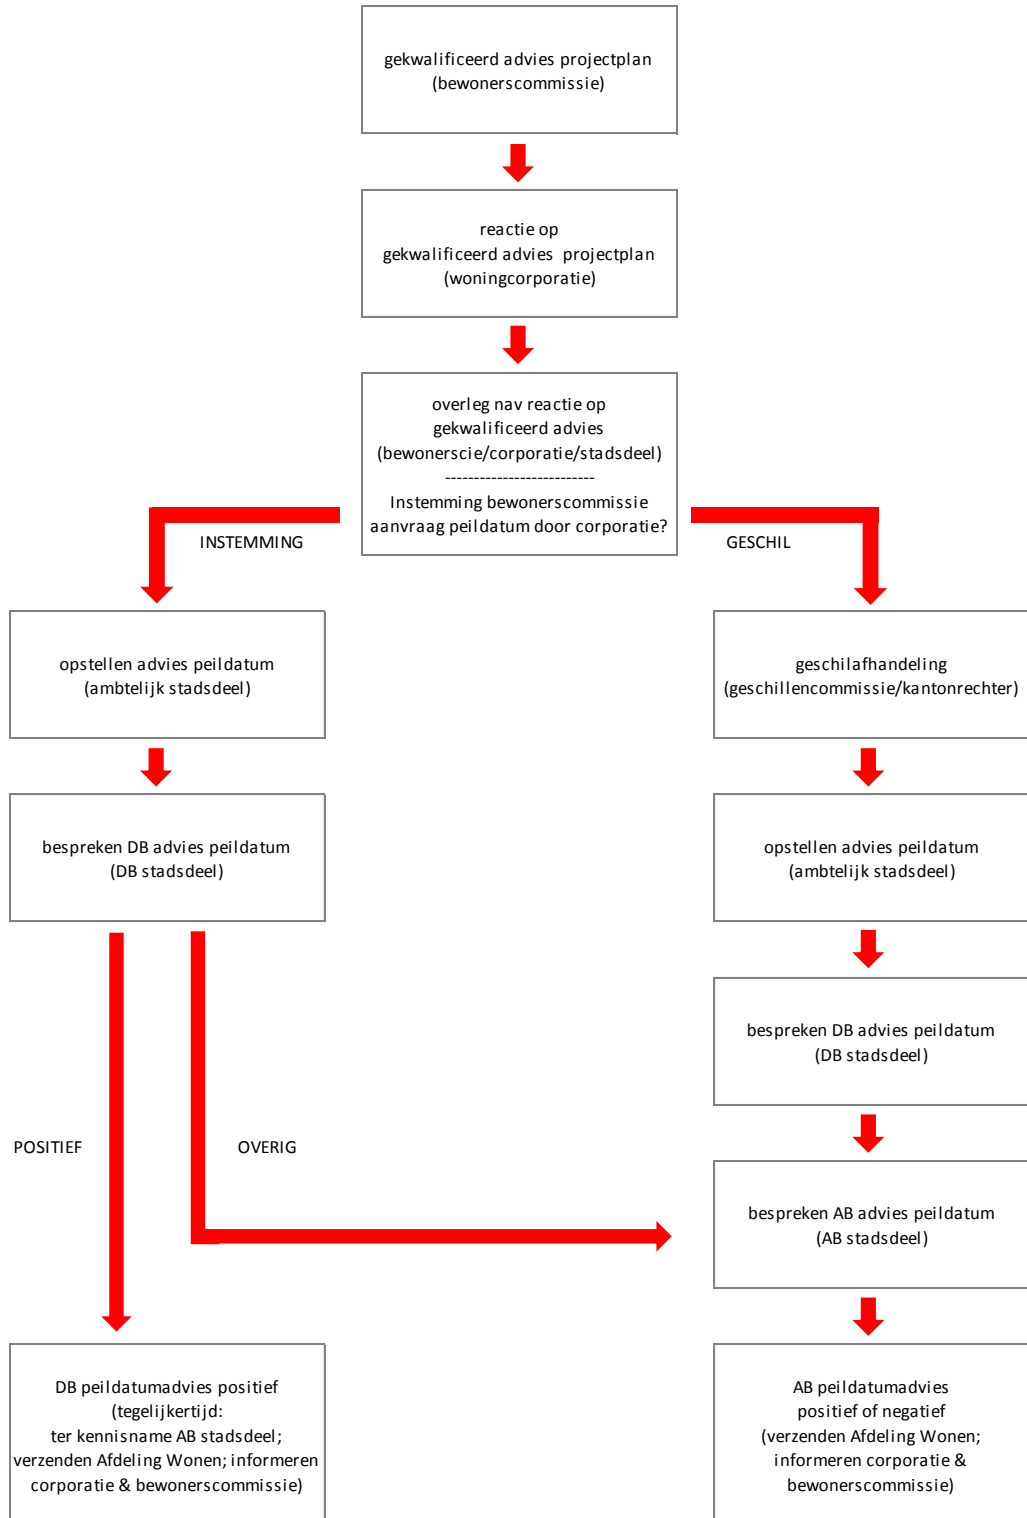 gekwalificeerd advies projectplan
(bewonerscommissie)
reactie op
gekwalificeerd advies projectplan
(woningcorporatie)
overleg nav reactie op
gekwalificeerd advies
(bewonerscie/corporatie/stadsdeel)
--------------------------
Instemming bewonerscommissie
aanvraag peildatum door corporatie?
INSTEMMING
GESCHIL
opstellen advies peildatum
(ambtelijk stadsdeel)
geschilafhandeling
(geschillencommissie/kantonrechter)
bespreken DB advies peildatum
(DB stadsdeel)
opstellen advies peildatum
(ambtelijk stadsdeel)
bespreken DB advies peildatum
(DB stadsdeel)
POSITIEF
OVERIG
bespreken AB advies peildatum
(AB stadsdeel)
DB peildatumadvies positief
(tegelijkertijd:
ter kennisname AB stadsdeel;
verzenden Afdeling Wonen; informeren
corporatie & bewonerscommissie)
AB peildatumadvies
positief of negatief
(verzenden Afdeling Wonen;
informeren corporatie &
bewonerscommissie)